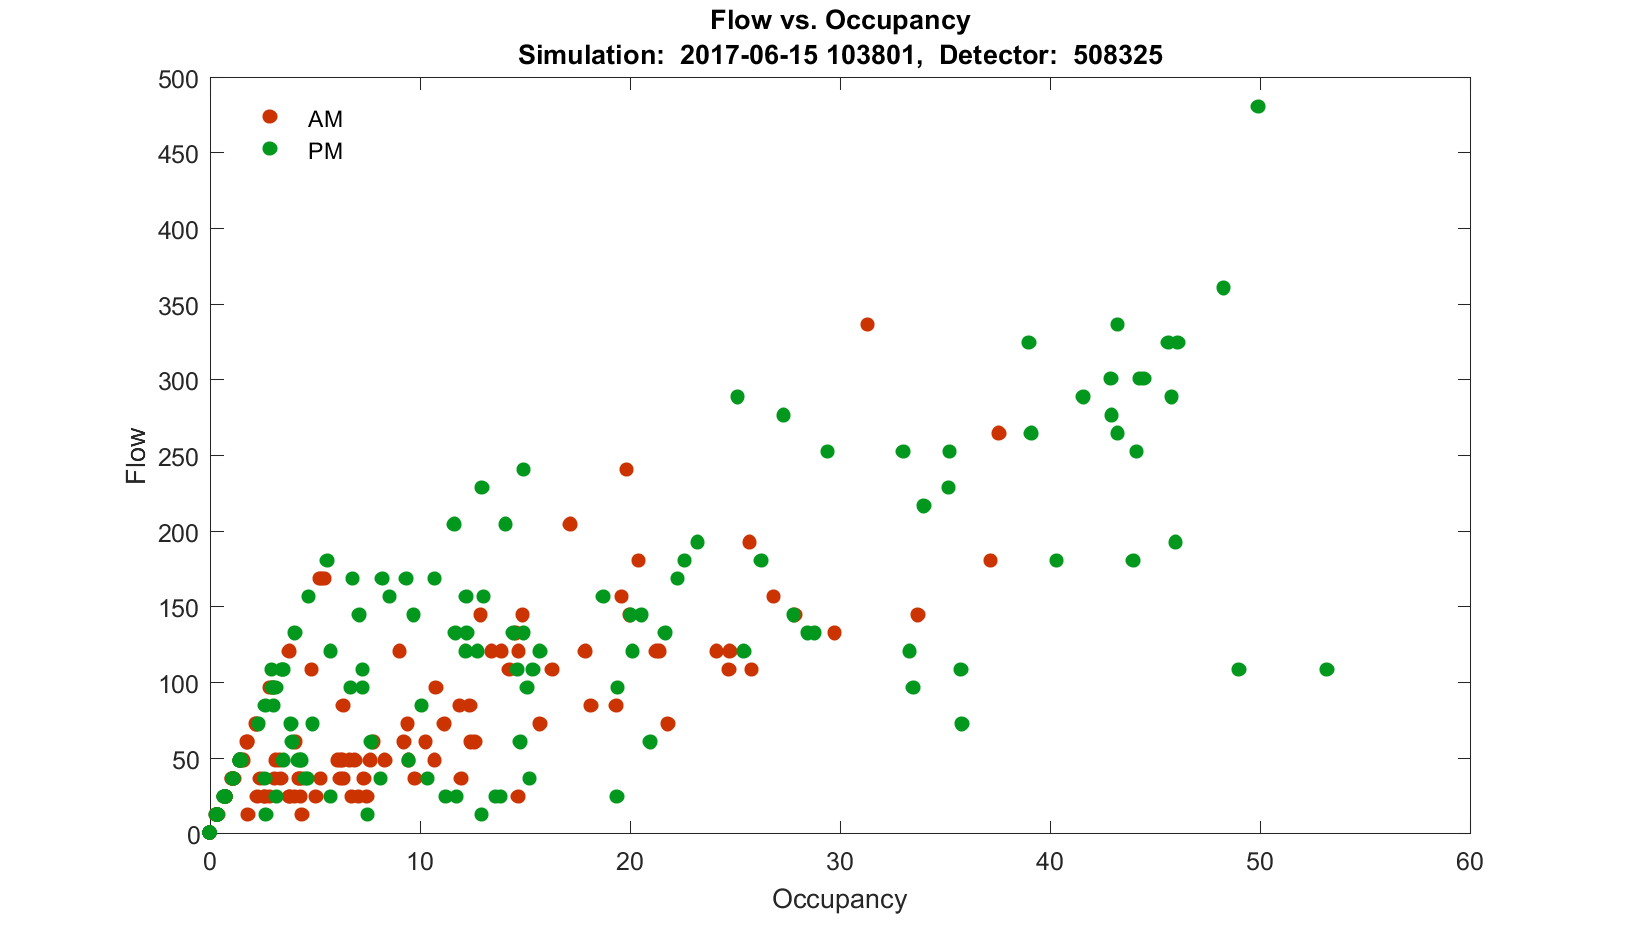 Flow vs. Occupancy
Simulation:  2017-06-15 103801,  Detector:  508325
500
450
400
350
300
250
200
150
100
50
0
AM
PM
Flow
0 10 20 30 40 50 60
Occupancy